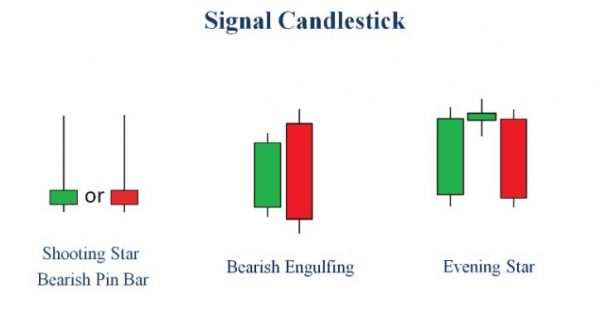 Signal Candlestick
or
Shooting Star
Bearish Pin Bar
Bearish Engulfing
Evening Star